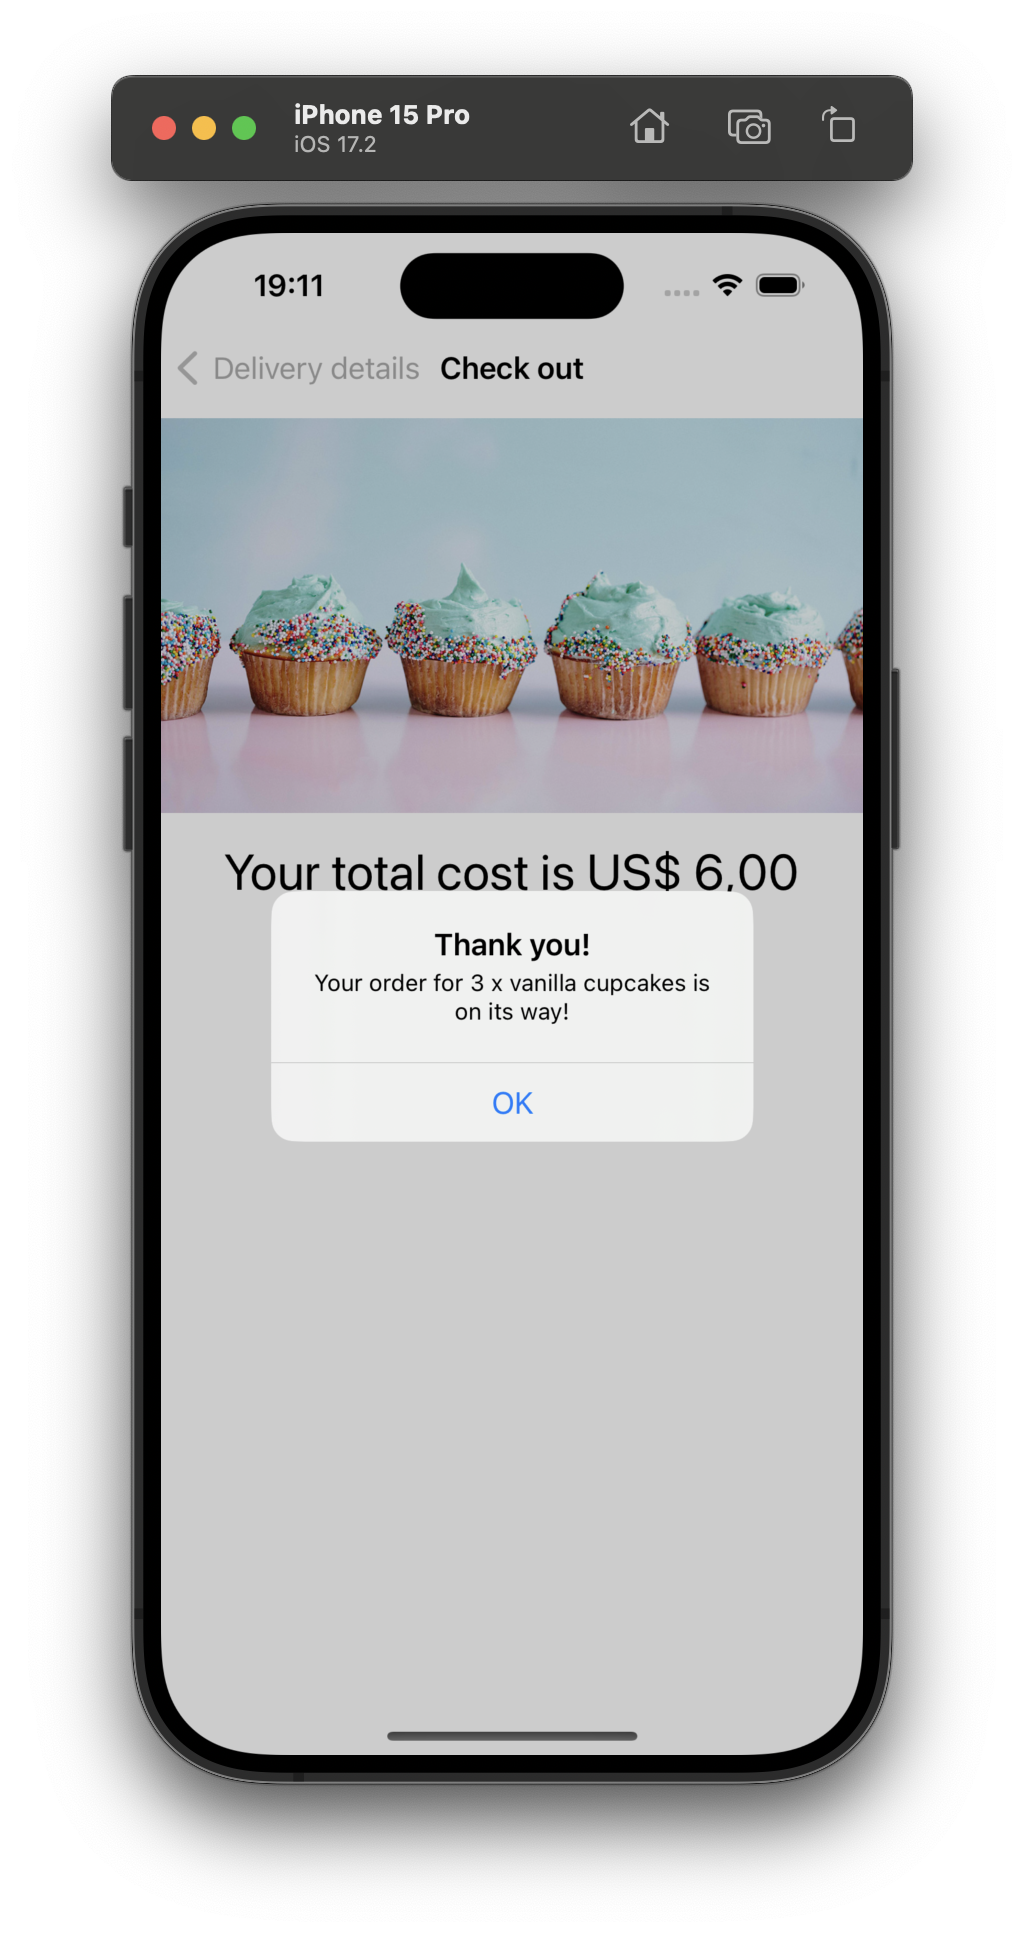 iPhone 15 Pro
iOS 17.2
19:11
Delivery details Check out
Your total cost is US$ 6,00
Thank you!
Your order for 3 x vanilla cupcakes is
on its way!
OK